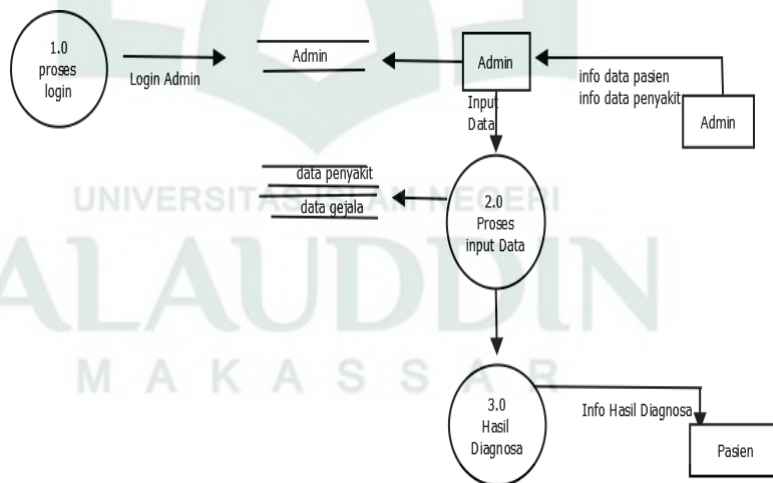 1.0
proses
login
Login Admin
Admin
Admin
info data pasien
info data penyakit
Admin
Input
Data
data penyakit
data gejala
2.0
Proses
input Data
UNIVERSITAS ISLAM NEGERI
ALAUDDIN
MAKASSAR
3.0
Hasil
Diagnosa
Info Hasil Diagnosa
Pasien